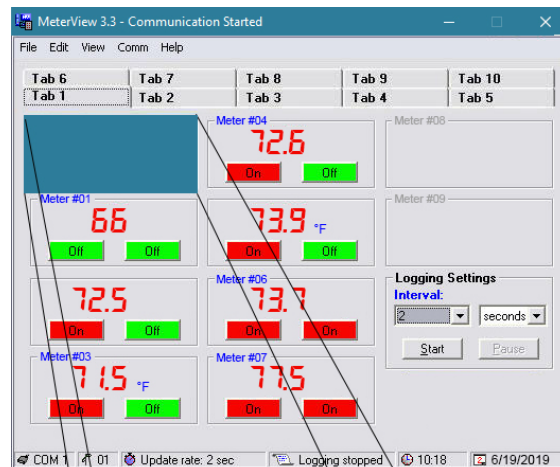 MeterView 3.3 - Communication Started
File Edit View Comm Help
Tab 6 Tab 7 Tab 8 Tab 9 Tab 10
Tab 1 Tab 2 Tab 3 Tab 4 Tab 5
Meter #04 Meter #08
72.6
On Off
Meter #01 Meter #09
66 73.9 °F
Off Off On Off
Meter #06 Logging Settings
Interval:
72.5 73.7 2 seconds
On Off On On Start Pause
Meter #03 Meter #07
71.5 °F 77.5
On Off On On
COM 1 01 Update rate: 2 sec Logging stopped 10:18 6/19/2019